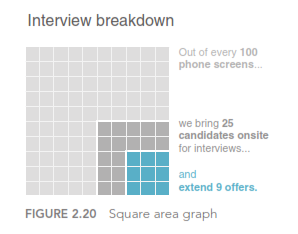 Interview breakdown
Out of every 100
phone screens...
we bring 25
candidates onsite
for interviews...
and
extend 9 offers.
FIGURE 2.20 Square area graph